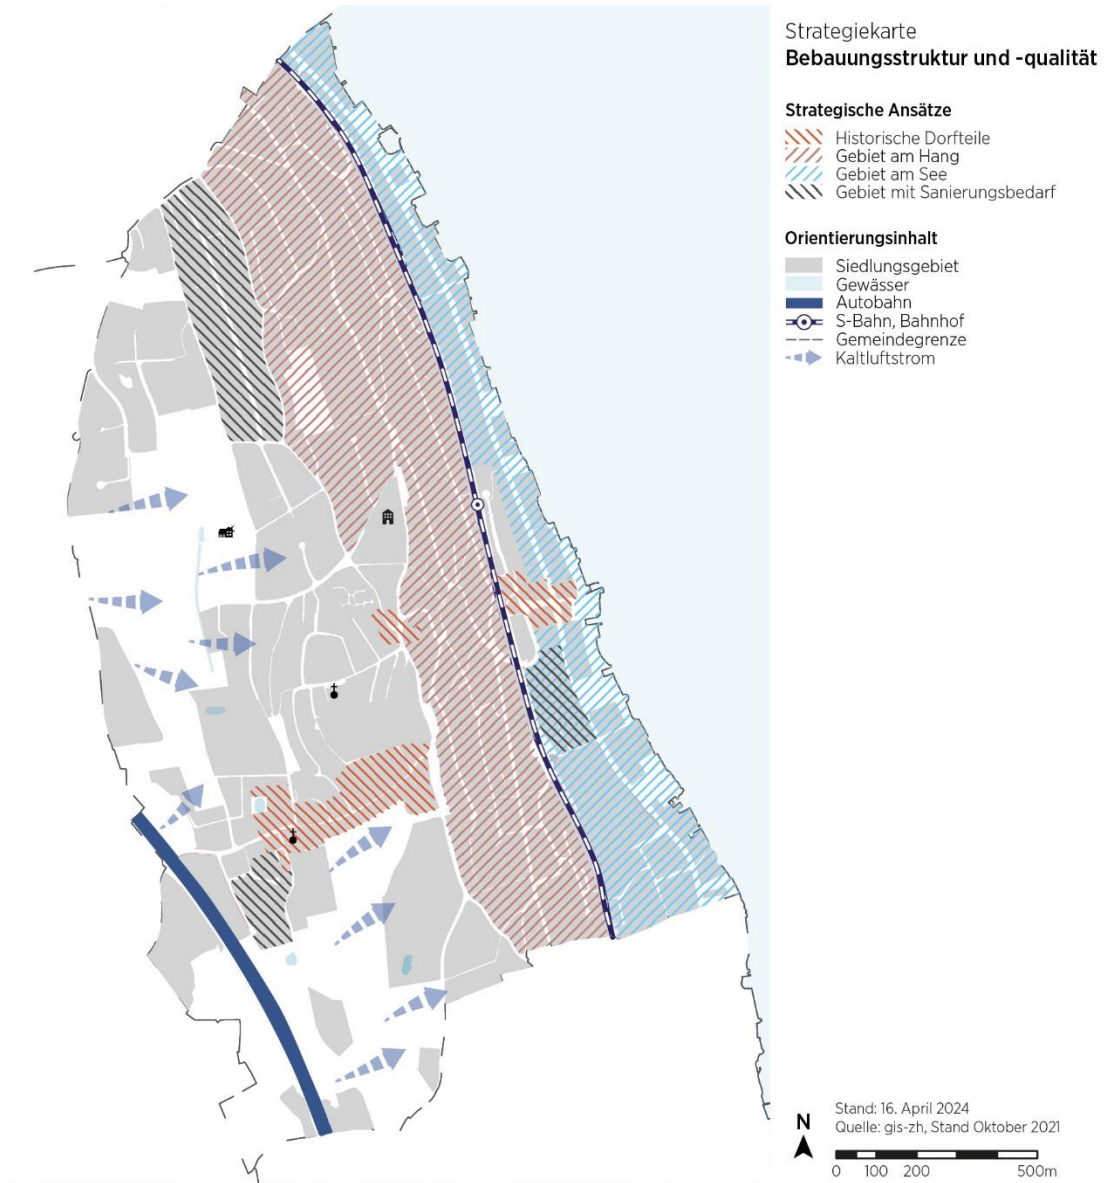 Strategiekarte
Bebauungsstruktur und -qualität
Strategische Ansätze
Historische Dorfteile
Gebiet am Hang
Gebiet am See
Gebiet mit Sanierungsbedarf
Orientierungsinhalt
Siedlungsgebiet
Gewässer
Autobahn
S-Bahn, Bahnhof
Gemeindegrenze
Kaltluftstrom
Stand: 16. April 2024
Quelle: gis-zh, Stand Oktober 2021
N
0 100 200 500m